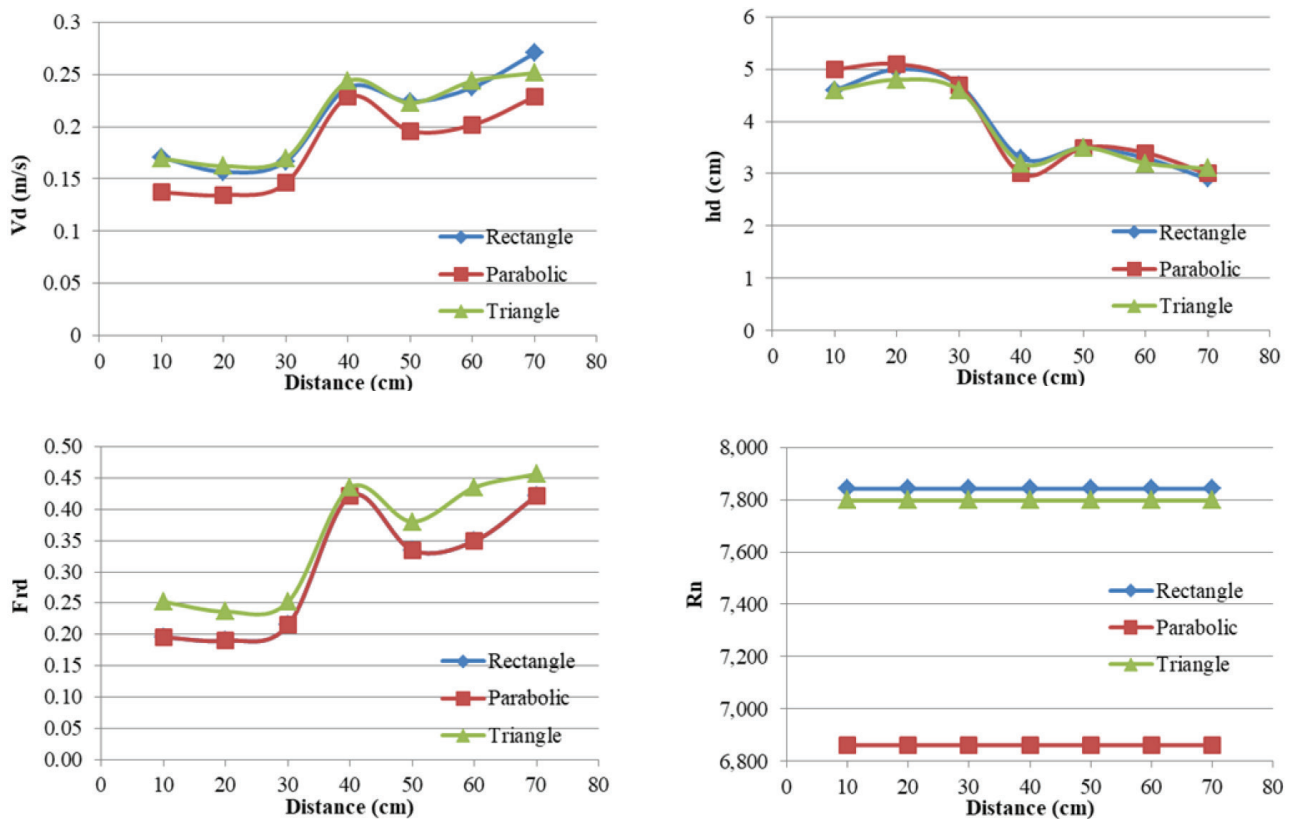 0.3
0.25
0.2
0.15
0.1
0.05
0
Vd (m/s)
Rectangle
Parabolic
Triangle
0 10 20 30 40 50 60 70 80
Distance (cm)
6
5
4
3
2
1
0
hd (cm)
Rectangle
Parabolic
Triangle
0 10 20 30 40 50 60 70 80
Distance (cm)
0.50
0.45
0.40
0.35
0.30
0.25
0.20
0.15
0.10
0.05
0.00
Frd
Rectangle
Parabolic
Triangle
0 10 20 30 40 50 60 70 80
Distance (cm)
8,000
7,800
7,600
7,400
7,200
7,000
6,800
Rn
Rectangle
Parabolic
Triangle
0 10 20 30 40 50 60 70 80
Distance (cm)